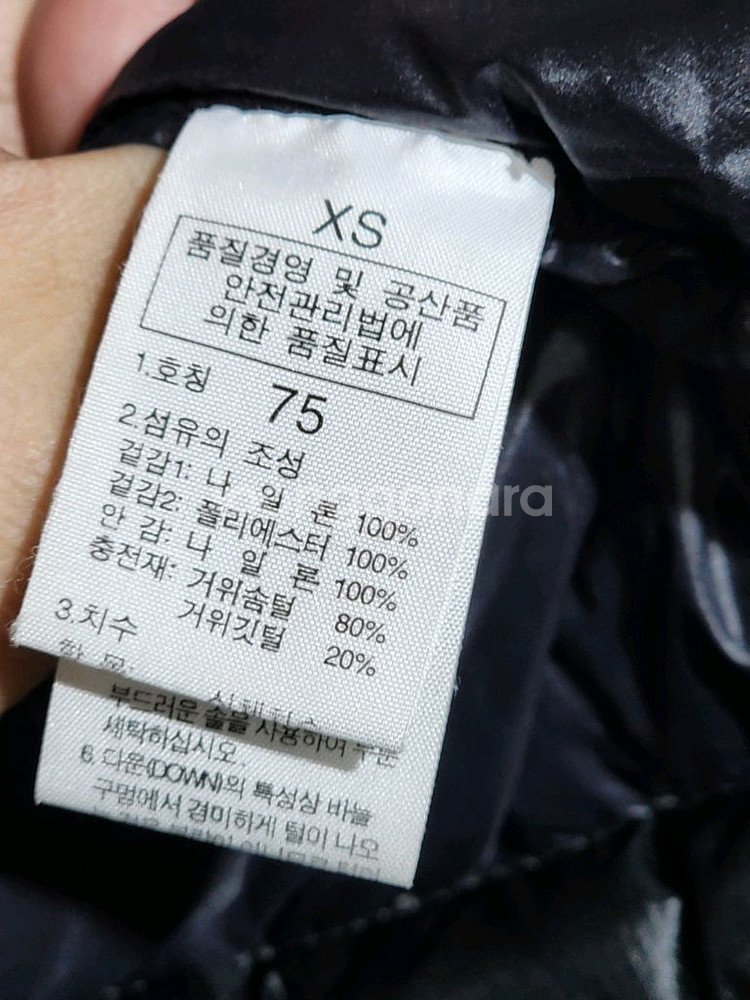 XS
품질경영 및 공산품
안전관리법에
의한 품질표시
1.호칭 75
2.섬유의 조성
겉감1: 나 일 론 100%
겉감2: 폴리에스터 100%
안 감: 나 일 론 100%
충전재: 거위솜털 80%
거위깃털 20%
3.치수
부드러운 솔을 사용하여 부분
세탁하십시오.
6. 다운(DOWN)의 특성상 바늘
구멍에서 경미하게 털이 나오